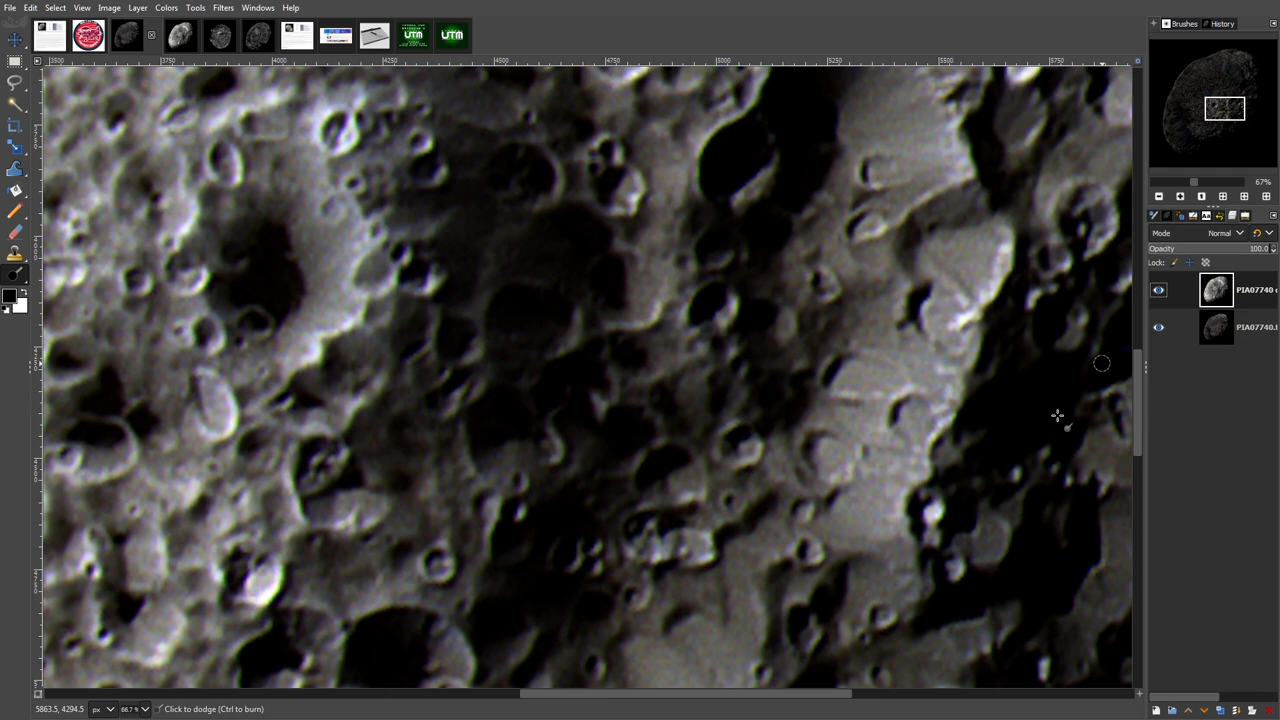 File Edit Select View Image Layer Colors Tools Filters Windows Help
UTM UTM
Brushes History
3500 3750 4000 4250 4500 4750 5000 5250 5500 5750
67%
Mode Normal
Opacity 100.0
Lock:
PIA07740 c
PIA07740.
5863.5, 4294.5 px 66.7 % Click to dodge (Ctrl to burn)